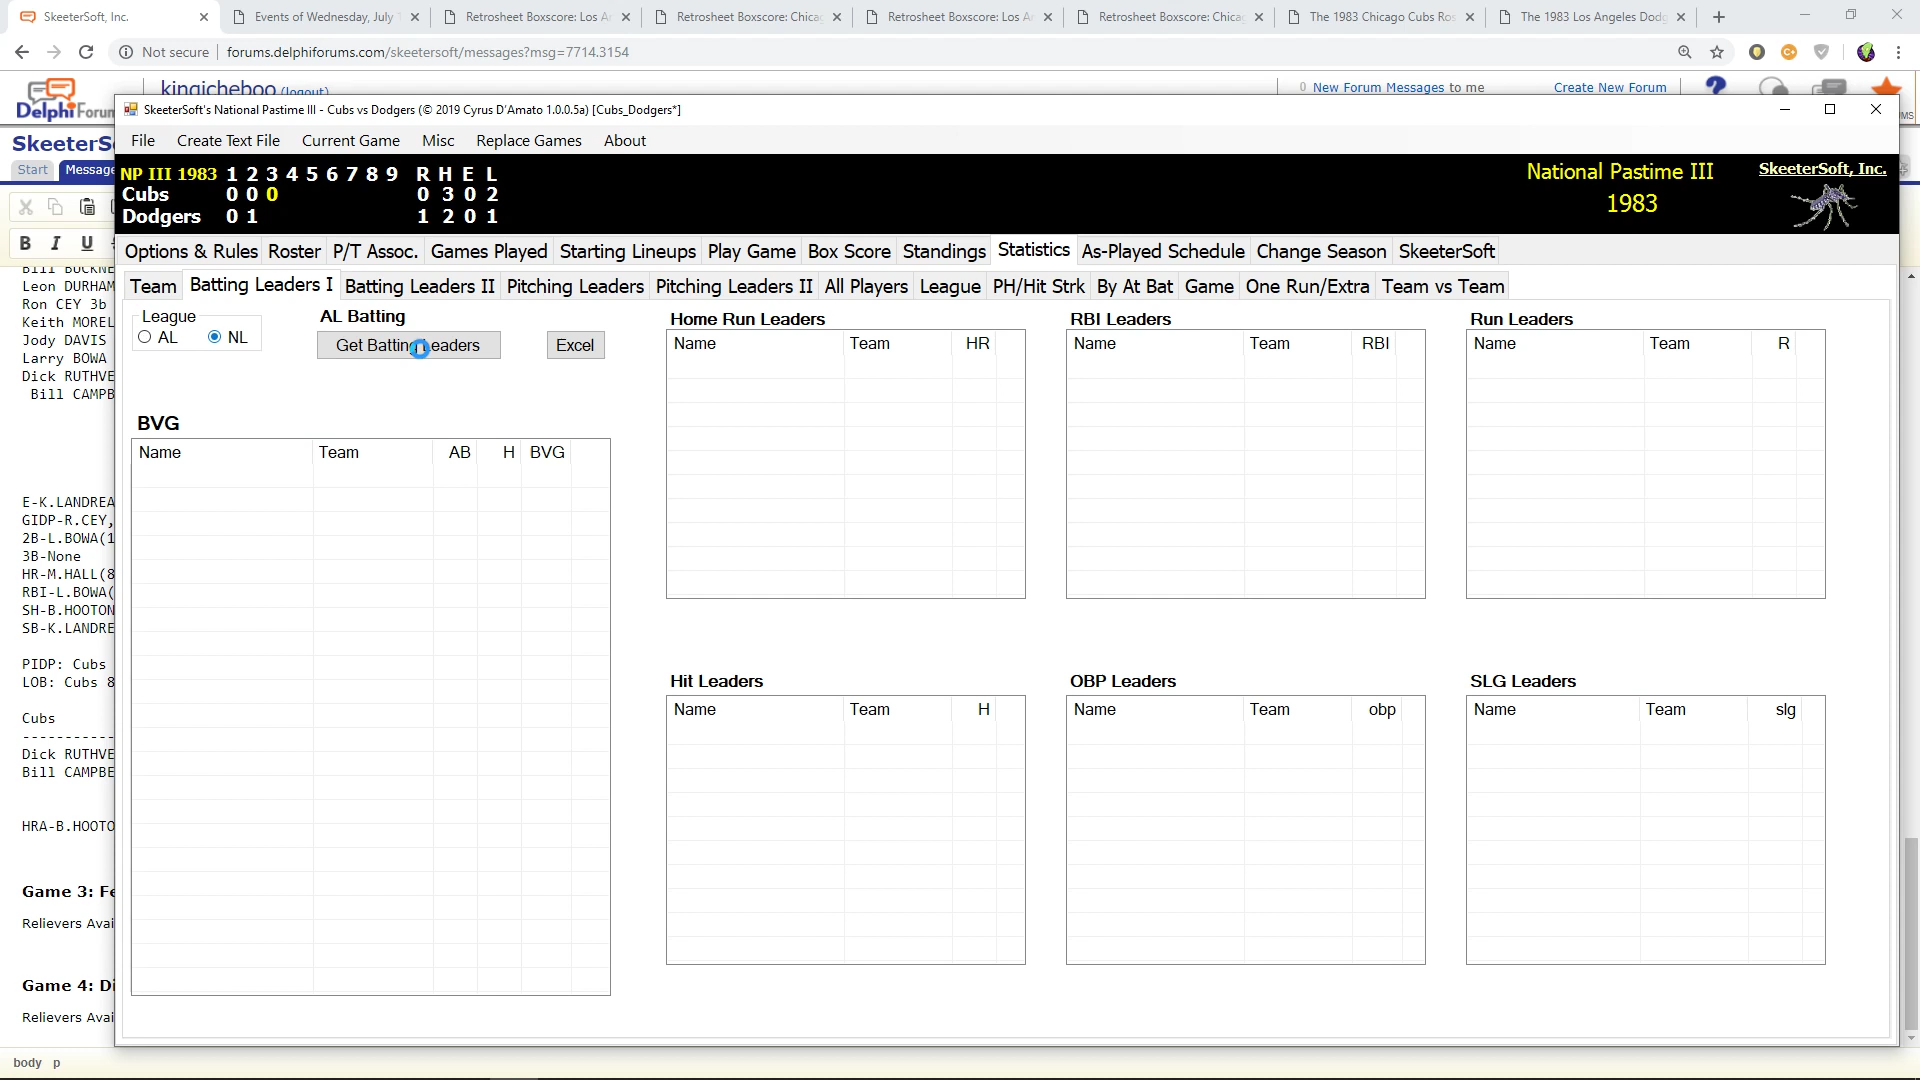 SkeeterSoft, Inc.
Events of Wednesday, July 1
Retrosheet Boxscore: Los A
Retrosheet Boxscore: Chica
Retrosheet Boxscore: Los A
Retrosheet Boxscore: Chica
The 1983 Chicago Cubs Ros
The 1983 Los Angeles Dodg
Not secure
forums.delphiforums.com/skeetersoft/messages?msg=7714.3154
DelphiForum
kingicheboo (logout)
0 New Forum Messages to me
Create New Forum
MS
SkeeterSoft's National Pastime III - Cubs vs Dodgers (© 2019 Cyrus D'Amato 1.0.0.5a) [Cubs_Dodgers*]
SkeeterS
File Create Text File Current Game Misc Replace Games About
Start Message
NP III 1983 1 2 3 4 5 6 7 8 9 R H E L
Cubs 0 0 0 0 3 0 2
Dodgers 0 1 1 2 0 1
National Pastime III
1983
SkeeterSoft, Inc.
B I U
Options & Rules Roster P/T Assoc. Games Played Starting Lineups Play Game Box Score Standings Statistics As-Played Schedule Change Season SkeeterSoft
Team Batting Leaders I Batting Leaders II Pitching Leaders Pitching Leaders II All Players League PH/Hit Strk By At Bat Game One Run/Extra Team vs Team
League
AL NL
AL Batting
Get Batting Leaders
Excel
BVG
Name Team AB H BVG
Home Run Leaders
Name Team HR
RBI Leaders
Name Team RBI
Run Leaders
Name Team R
Hit Leaders
Name Team H
OBP Leaders
Name Team obp
SLG Leaders
Name Team slg
Bill BUCKNE
Leon DURHAM
Ron CEY 3b
Keith MOREL
Jody DAVIS
Larry BOWA
Dick RUTHVE
Bill CAMPB
E-K.LANDREA
GIDP-R.CEY,
2B-L.BOWA(1
3B-None
HR-M.HALL(8
RBI-L.BOWA(
SH-B.HOOTON
SB-K.LANDRE
PIDP: Cubs
LOB: Cubs 8
Cubs
-----------
Dick RUTHVE
Bill CAMPBE
HRA-B.HOOTO
Game 3: Fe
Relievers Avai
Game 4: Di
Relievers Avai
body p